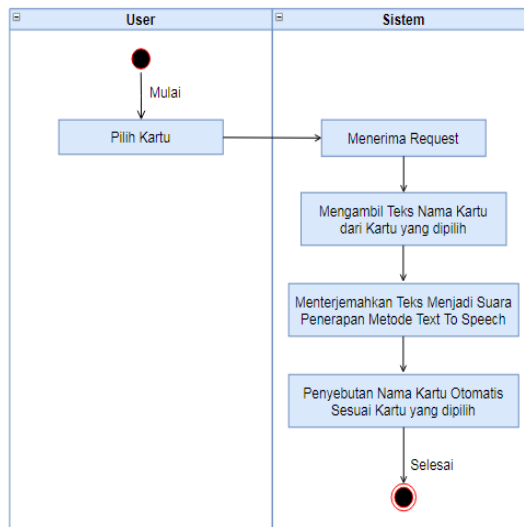 User
Sistem
Mulai
Pilih Kartu
Menerima Request
Mengambil Teks Nama Kartu
dari Kartu yang dipilih
Menterjemahkan Teks Menjadi Suara
Penerapan Metode Text To Speech
Penyebutan Nama Kartu Otomatis
Sesuai Kartu yang dipilih
Selesai